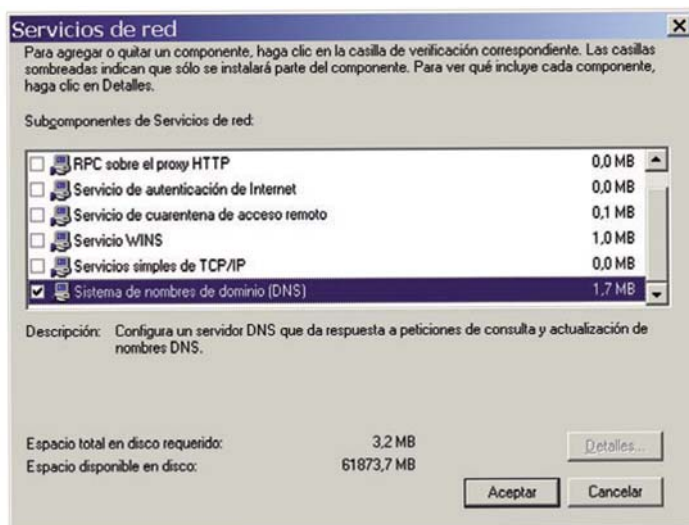 Servicios de red
Para agregar o quitar un componente, haga clic en la casilla de verificación correspondiente. Las casillas
sombreadas indican que sólo se instalará parte del componente. Para ver qué incluye cada componente,
haga clic en Detalles.
Subcomponentes de Servicios de red:
RPC sobre el proxy HTTP 0,0 MB
Servicio de autenticación de Internet 0,0 MB
Servicio de cuarentena de acceso remoto 0,1 MB
Servicio WINS 1,0 MB
Servicios simples de TCP/IP 0,0 MB
Sistema de nombres de dominio (DNS) 1,7 MB
Descripción: Configura un servidor DNS que da respuesta a peticiones de consulta y actualización de
nombres DNS.
Espacio total en disco requerido: 3,2 MB
Detalles...
Espacio disponible en disco: 61873,7 MB
Aceptar Cancelar